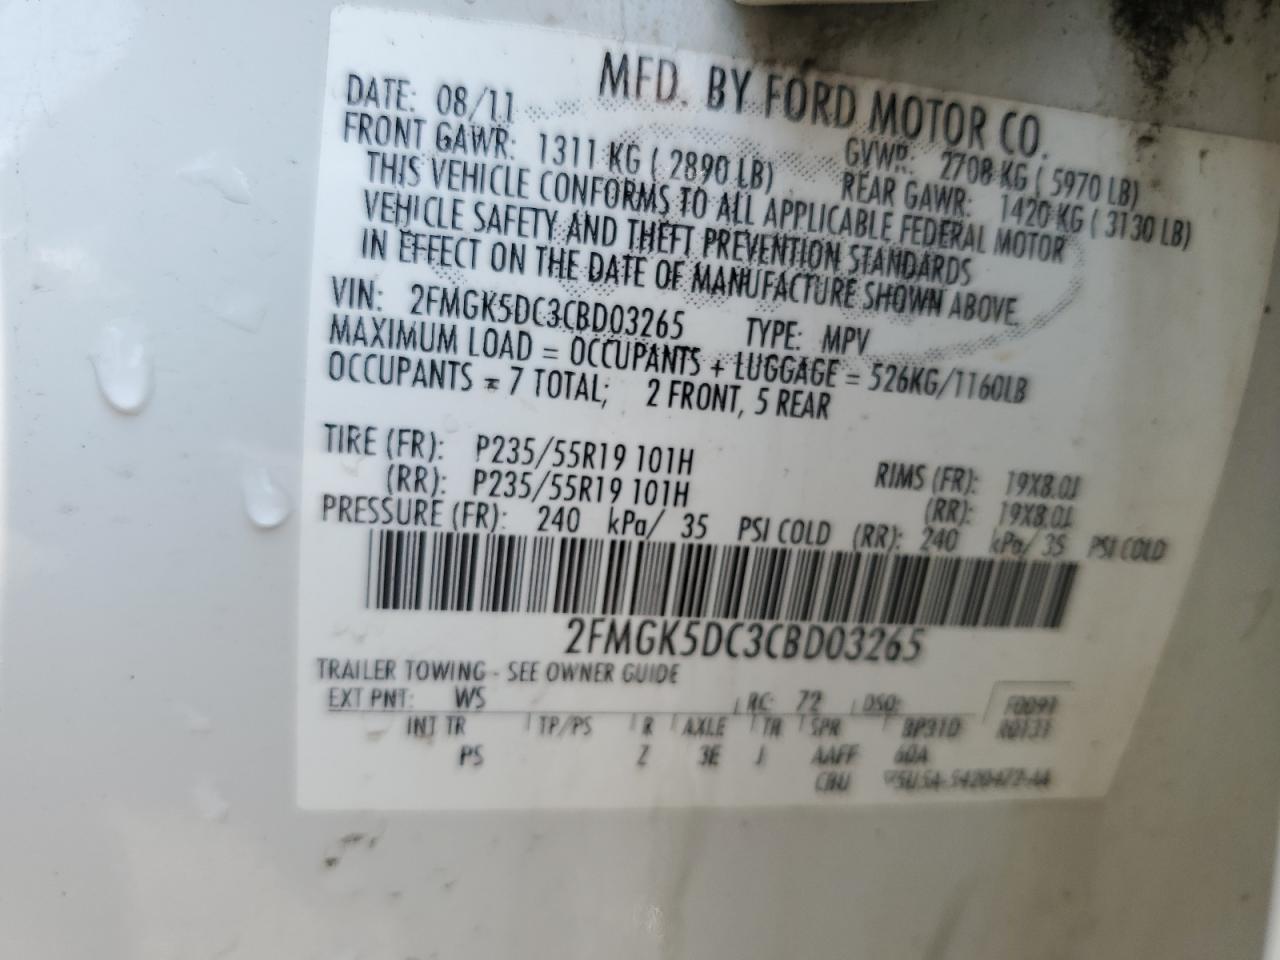 MFD. BY FORD MOTOR CO.
DATE: 08/11 GVWR: 2708 KG ( 5970 LB)
FRONT GAWR: 1311 KG ( 2890 LB) REAR GAWR: 1420 KG ( 3130 LB)
THIS VEHICLE CONFORMS TO ALL APPLICABLE FEDERAL MOTOR
VEHICLE SAFETY AND THEFT PREVENTION STANDARDS
IN EFFECT ON THE DATE OF MANUFACTURE SHOWN ABOVE.
VIN: 2FMGK5DC3CBD03265 TYPE: MPV
MAXIMUM LOAD = OCCUPANTS + LUGGAGE = 526KG/1160LB
OCCUPANTS = 7 TOTAL; 2 FRONT, 5 REAR
TIRE (FR): P235/55R19 101H RIMS (FR): 19X8.0J
(RR): P235/55R19 101H (RR): 19X8.0J
PRESSURE (FR): 240 kPa/ 35 PSI COLD (RR): 240 kPa/ 35 PSI COLD
2FMGK5DC3CBD03265
TRAILER TOWING - SEE OWNER GUIDE
EXT PNT: WS RC: 72 DSO:
INT TR TP/PS R AXLE TR SPR
PS Z 3E J AAFF 60A